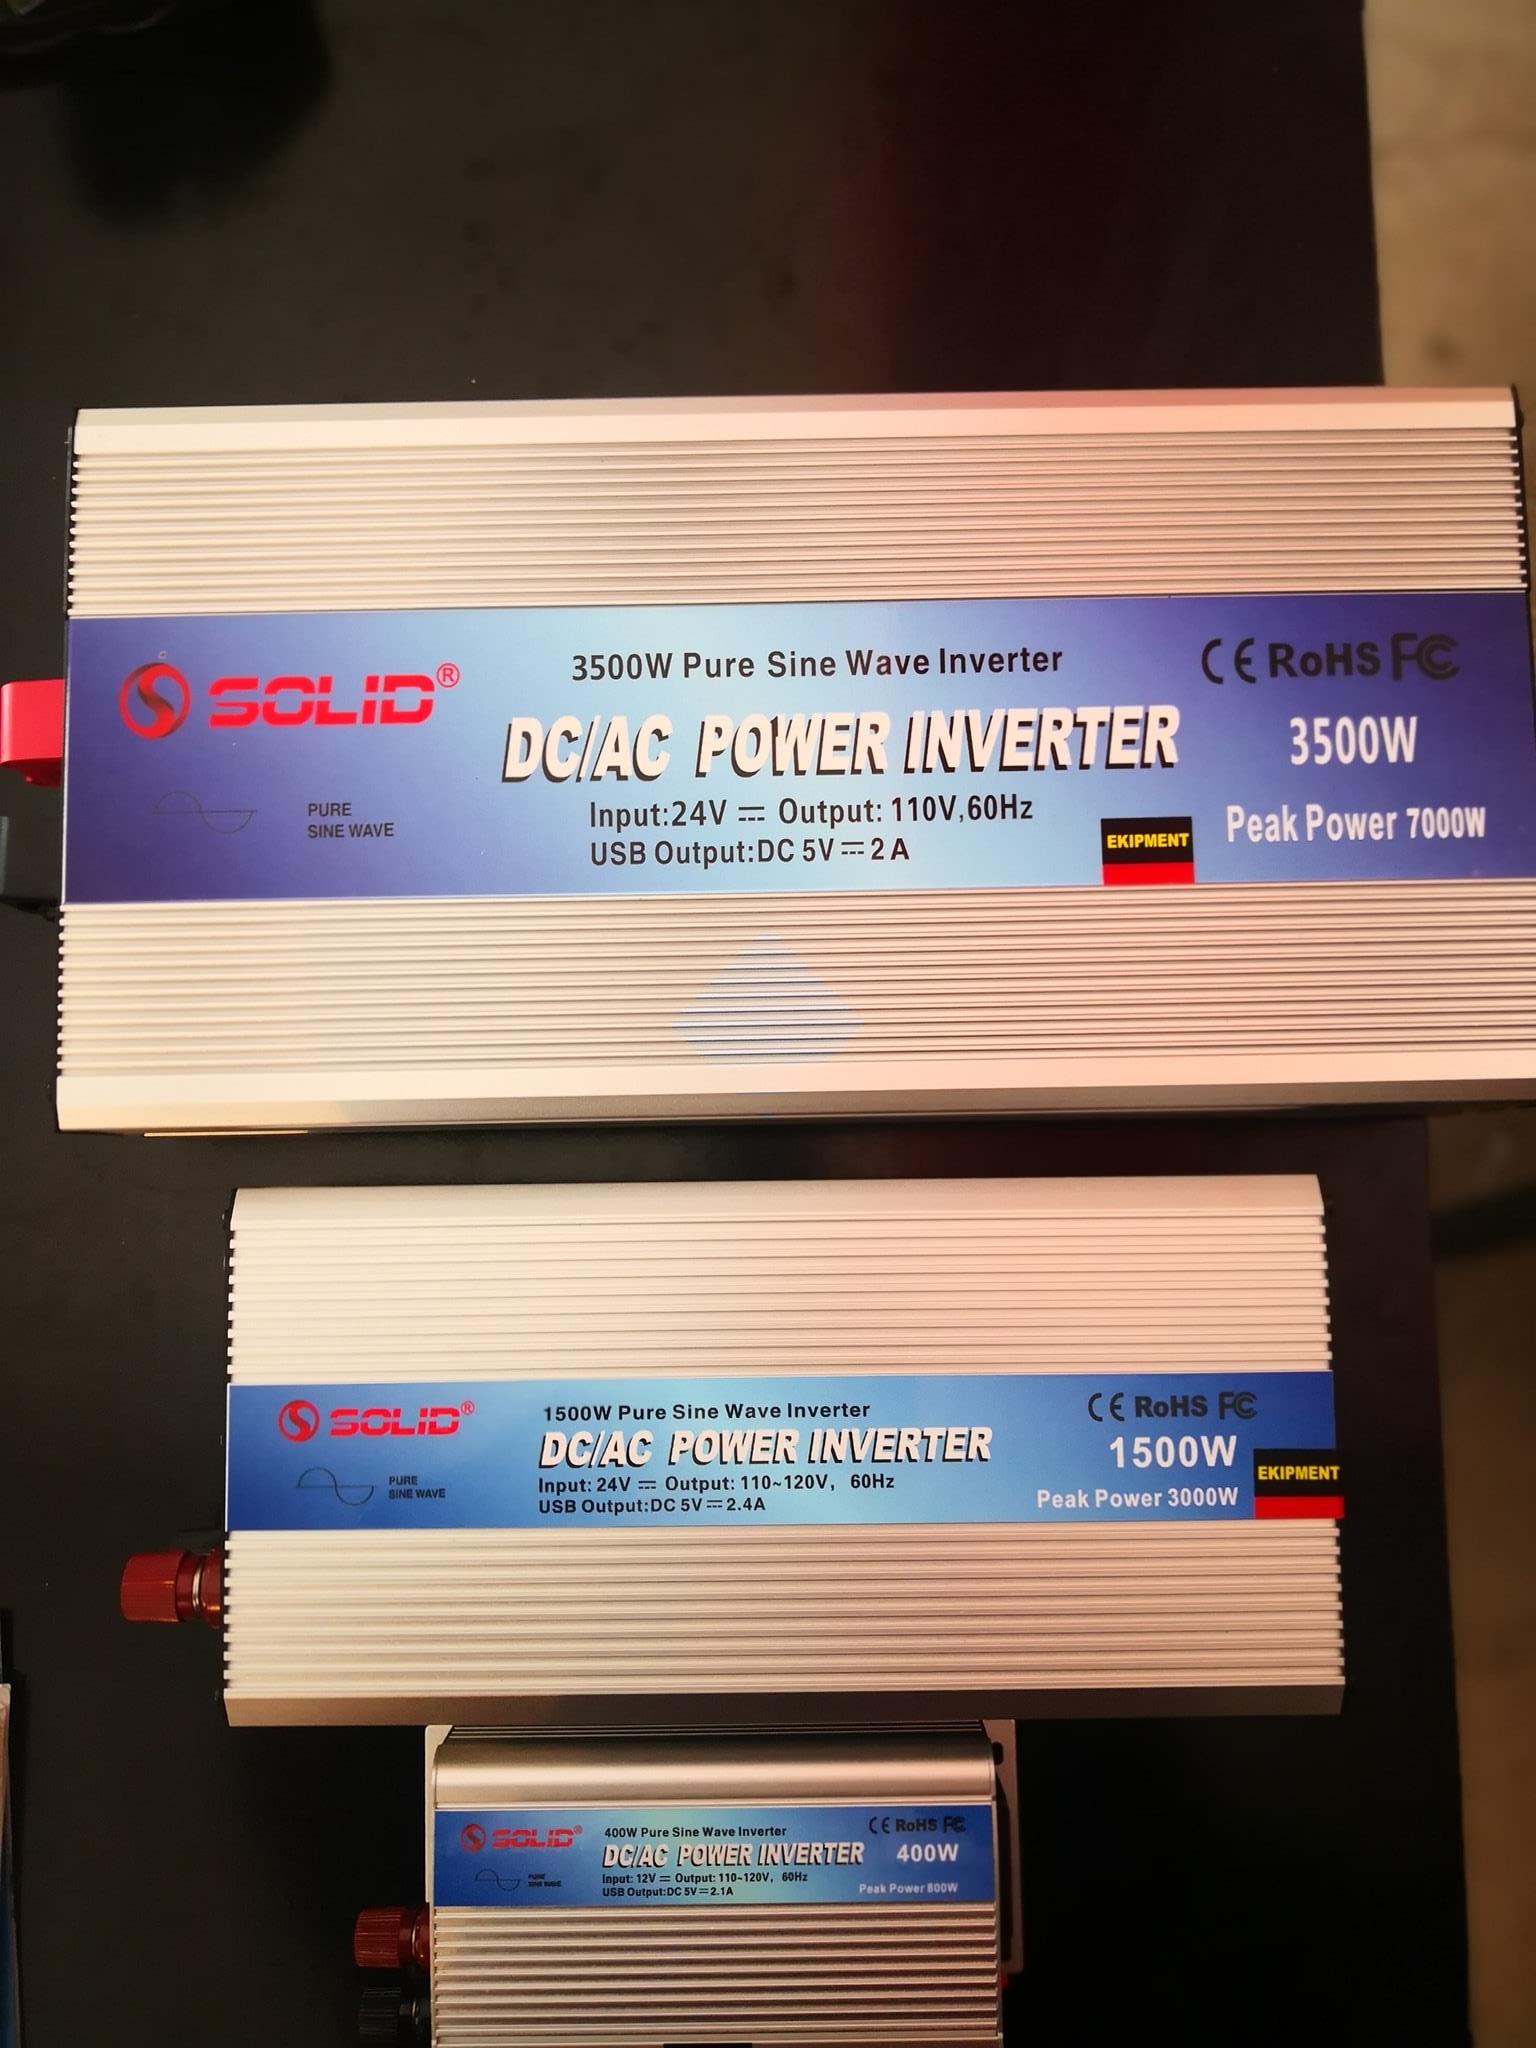 SOLID®
PURE
SINE WAVE
3500W Pure Sine Wave Inverter
DC/AC POWER INVERTER
Input:24V⎓ Output: 110V,60Hz
USB Output:DC 5V⎓2 A
EKIPMENT
CE RoHS FC
3500W
Peak Power 7000W
SOLID®
PURE
SINE WAVE
1500W Pure Sine Wave Inverter
DC/AC POWER INVERTER
Input: 24V⎓ Output: 110~120V, 60Hz
USB Output:DC 5V⎓2.4A
CE RoHS FC
1500W
Peak Power 3000W
EKIPMENT
SOLID®
PURE
SINE WAVE
400W Pure Sine Wave Inverter
DC/AC POWER INVERTER
Input: 12V⎓ Output: 110~120V, 60Hz
USB Output:DC 5V⎓2.1A
CE RoHS FC
400W
Peak Power 800W